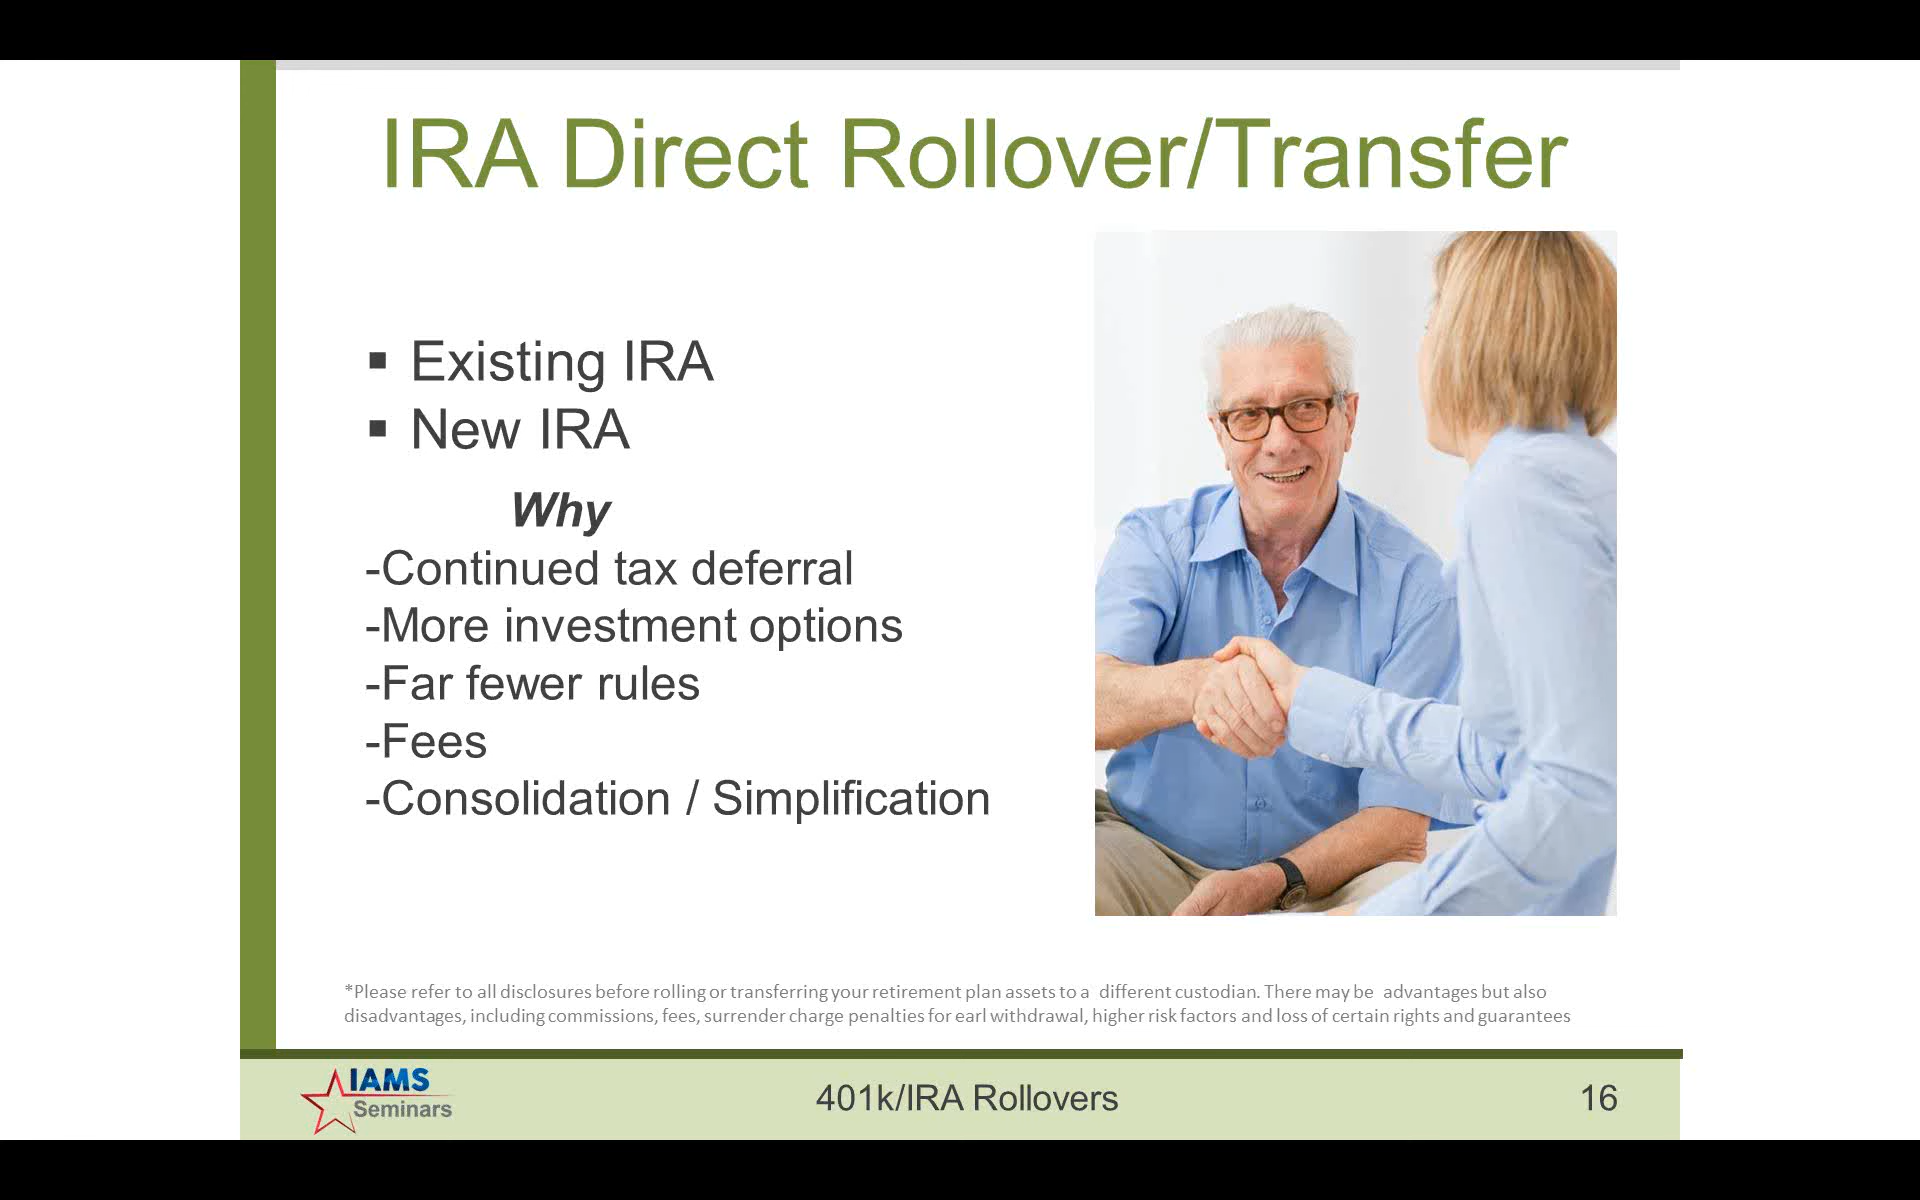 IRA Direct Rollover/Transfer
▪ Existing IRA
▪ New IRA
Why
-Continued tax deferral
-More investment options
-Far fewer rules
-Fees
-Consolidation / Simplification
*Please refer to all disclosures before rolling or transferring your retirement plan assets to a different custodian. There may be advantages but also
disadvantages, including commissions, fees, surrender charge penalties for earl withdrawal, higher risk factors and loss of certain rights and guarantees
IAMS
Seminars
401k/IRA Rollovers
16